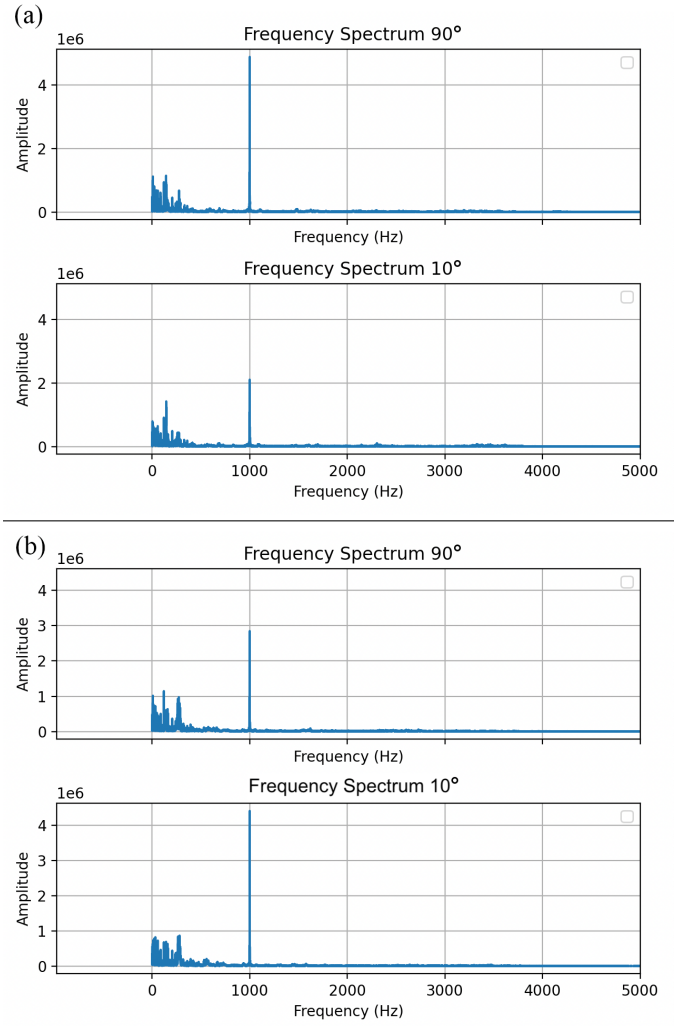 (a)
Frequency Spectrum 90°
1e6
4
2
0
Amplitude
Frequency (Hz)
Frequency Spectrum 10°
1e6
4
2
0
Amplitude
0 1000 2000 3000 4000 5000
Frequency (Hz)
(b)
Frequency Spectrum 90°
1e6
4
3
2
1
0
Amplitude
Frequency (Hz)
Frequency Spectrum 10°
1e6
4
3
2
1
0
Amplitude
0 1000 2000 3000 4000 5000
Frequency (Hz)